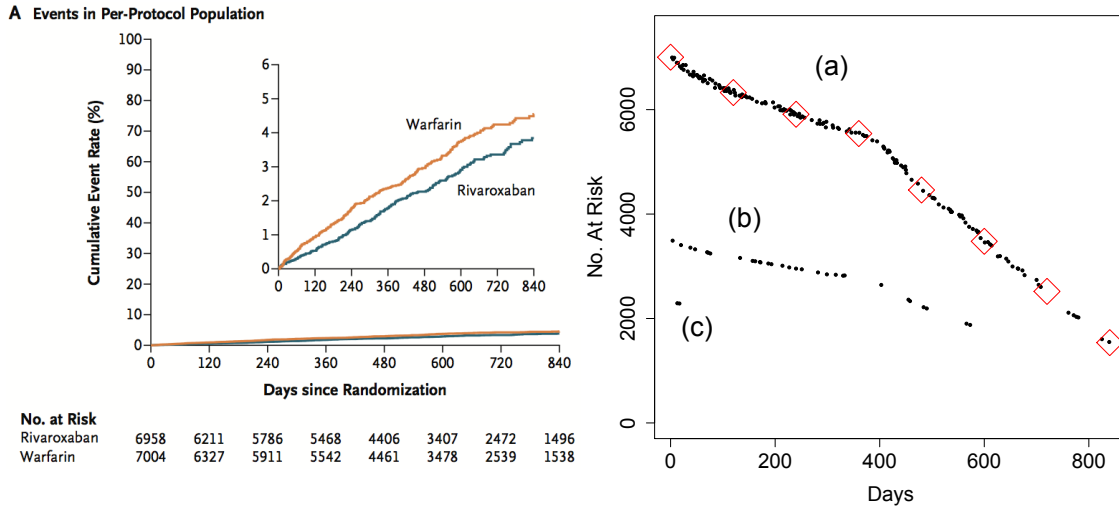 A Events in Per-Protocol Population
Cumulative Event Rate (%)
100
90
80
70
60
50
40
30
20
10
0
0 120 240 360 480 600 720 840
Days since Randomization
6
5
4
3
2
1
0
0 120 240 360 480 600 720 840
Warfarin
Rivaroxaban
No. at Risk
Rivaroxaban 6958 6211 5786 5468 4406 3407 2472 1496
Warfarin 7004 6327 5911 5542 4461 3478 2539 1538
No. At Risk
6000
4000
2000
0
(a)
(b)
(c)
0 200 400 600 800
Days